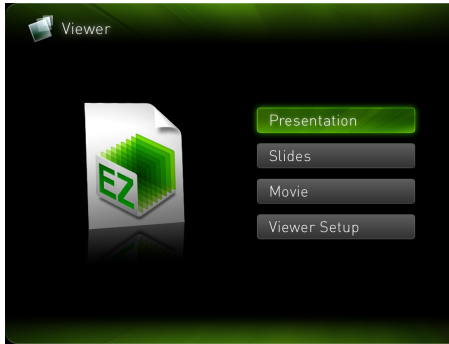 Viewer
EZ
Presentation
Slides
Movie
Viewer Setup